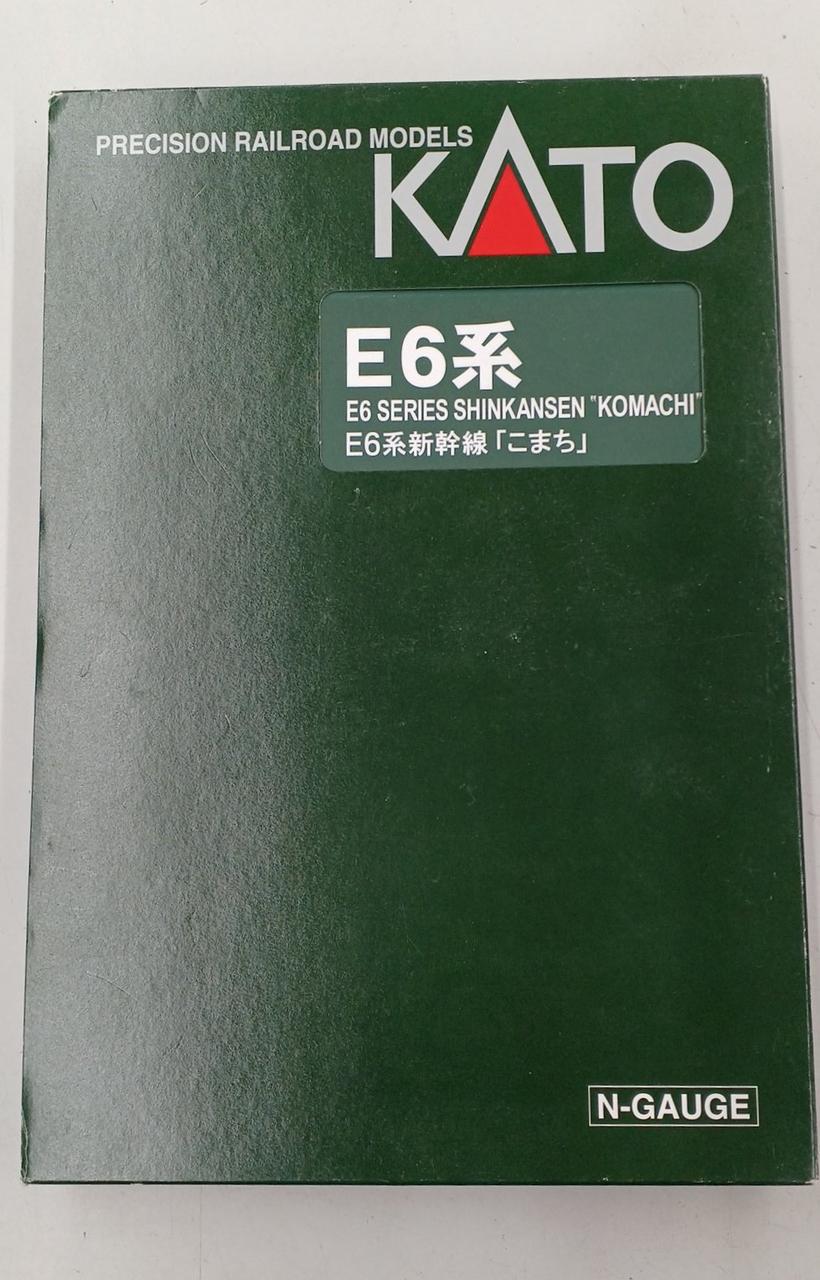 PRECISION RAILROAD MODELS
KATO
E6系
E6 SERIES SHINKANSEN "KOMACHI"
E6系新幹線「こまち」
N-GAUGE